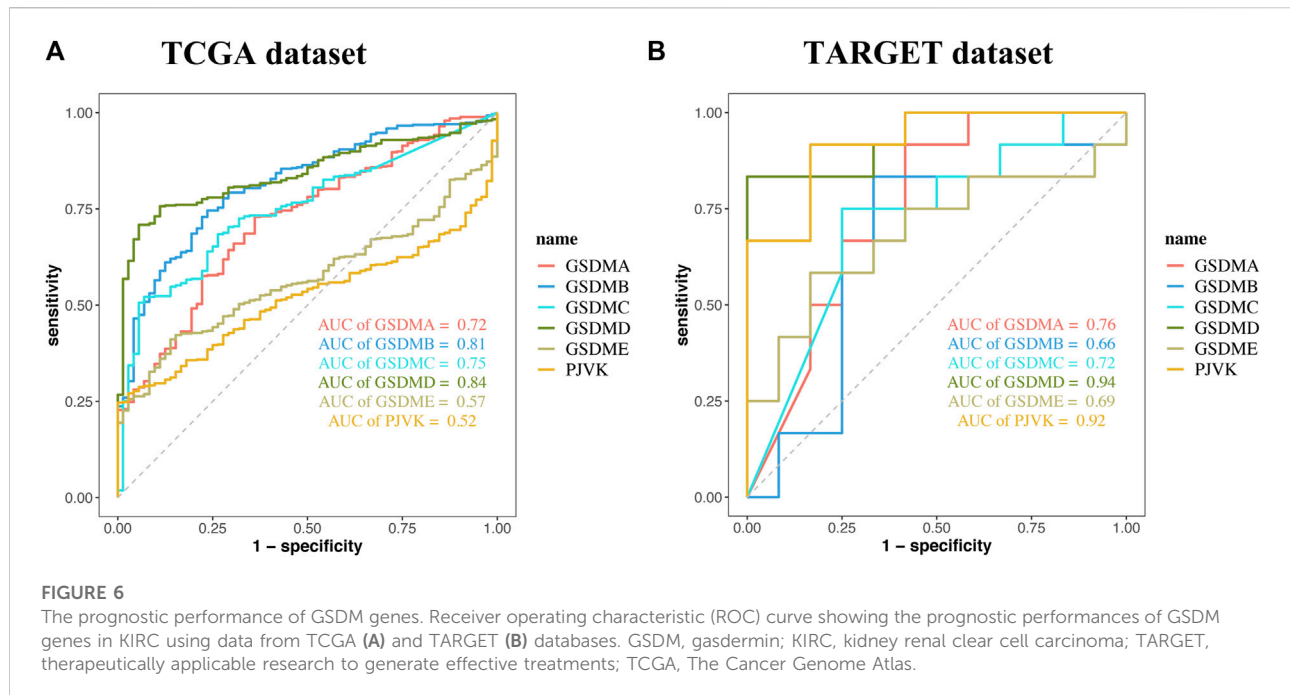 A TCGA dataset
1.00
0.75
0.50
0.25
0.00
sensitivity
0.00 0.25 0.50 0.75 1.00
1 − specificity
AUC of GSDMA = 0.72
AUC of GSDMB = 0.81
AUC of GSDMC = 0.75
AUC of GSDMD = 0.84
AUC of GSDME = 0.57
AUC of PJVK = 0.52
name
GSDMA
GSDMB
GSDMC
GSDMD
GSDME
PJVK
B TARGET dataset
1.00
0.75
0.50
0.25
0.00
sensitivity
0.00 0.25 0.50 0.75 1.00
1 − specificity
AUC of GSDMA = 0.76
AUC of GSDMB = 0.66
AUC of GSDMC = 0.72
AUC of GSDMD = 0.94
AUC of GSDME = 0.69
AUC of PJVK = 0.92
name
GSDMA
GSDMB
GSDMC
GSDMD
GSDME
PJVK
FIGURE 6
The prognostic performance of GSDM genes. Receiver operating characteristic (ROC) curve showing the prognostic performances of GSDM
genes in KIRC using data from TCGA (A) and TARGET (B) databases. GSDM, gasdermin; KIRC, kidney renal clear cell carcinoma; TARGET,
therapeutically applicable research to generate effective treatments; TCGA, The Cancer Genome Atlas.